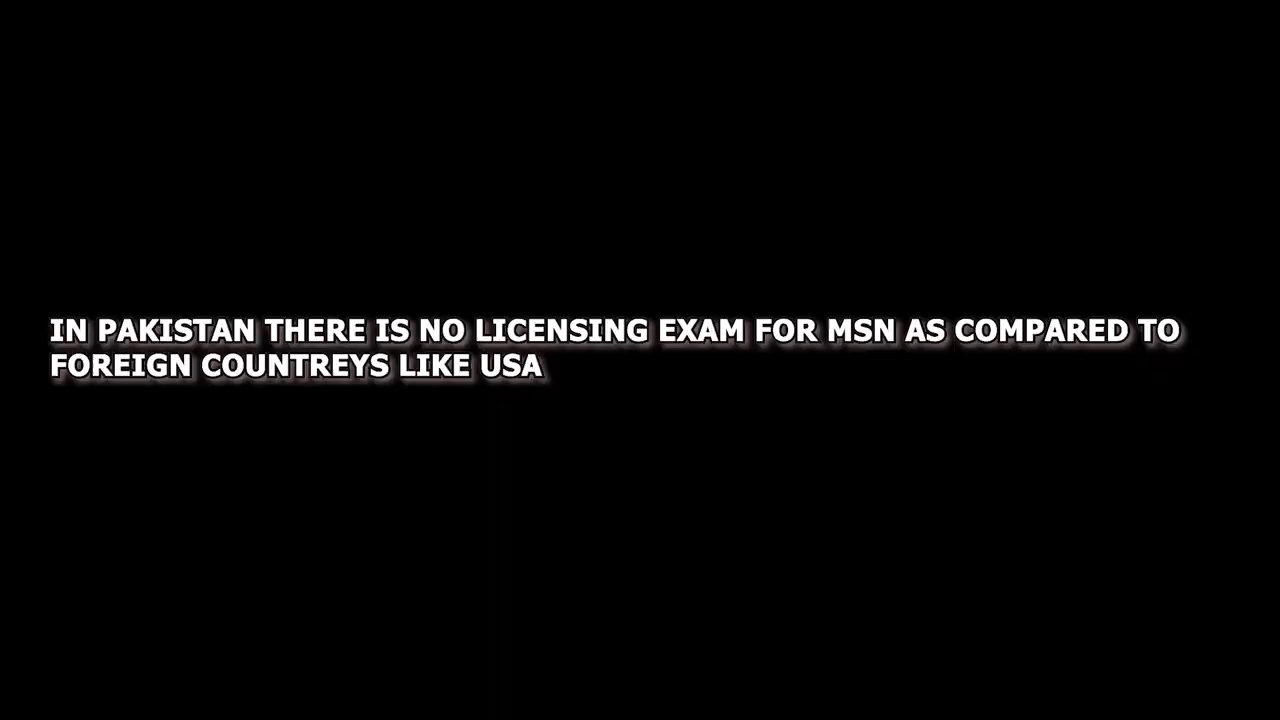 IN PAKISTAN THERE IS NO LICENSING EXAM FOR MSN AS COMPARED TO
FOREIGN COUNTREYS LIKE USA